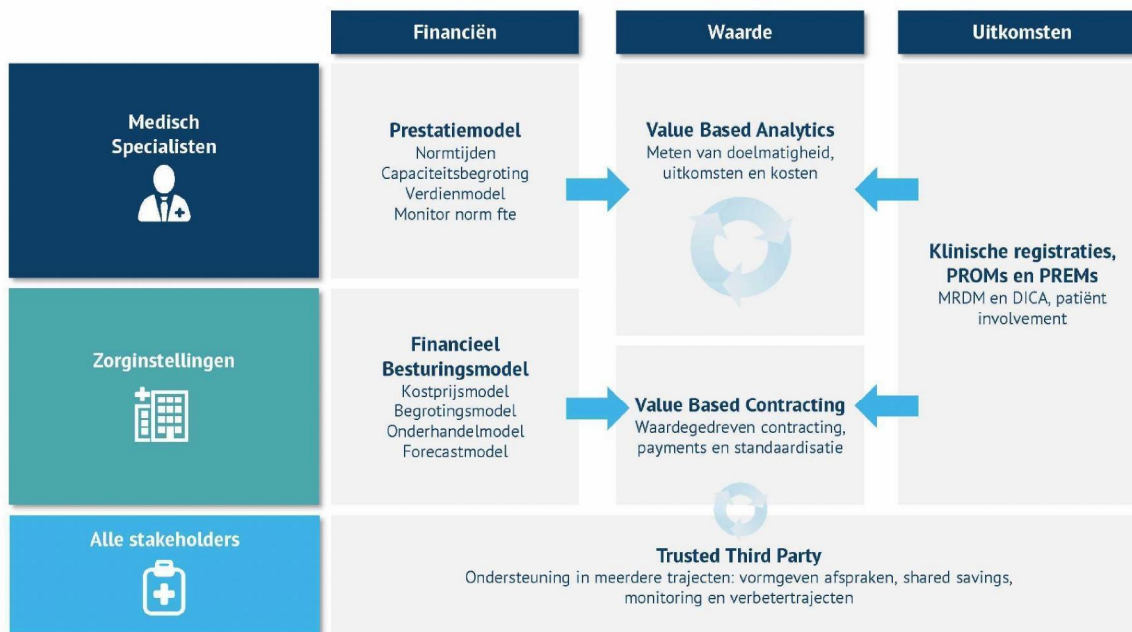 Financiën
Waarde
Uitkomsten
Medisch
Specialisten
Prestatiemodel
Normtijden
Capaciteitsbegroting
Verdienmodel
Monitor norm fte
Value Based Analytics
Meten van doelmatigheid,
uitkomsten en kosten
Klinische registraties,
PROMs en PREMs
MRDM en DICA, patiënt
involvement
Zorginstellingen
Financieel
Besturingsmodel
Kostprijsmodel
Begrotingsmodel
Onderhandelmodel
Forecastmodel
Value Based Contracting
Waardegedreven contracting,
payments en standaardisatie
Alle stakeholders
Trusted Third Party
Ondersteuning in meerdere trajecten: vormgeven afspraken, shared savings,
monitoring en verbetertrajecten